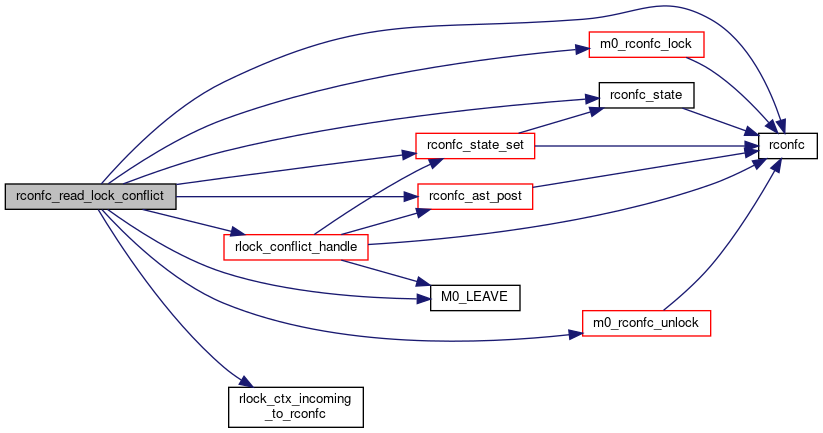 m0_rconfc_lock
rconfc_state
rconfc_state_set
rconfc
rconfc_read_lock_conflict
rconfc_ast_post
rlock_conflict_handle
M0_LEAVE
m0_rconfc_unlock
rlock_ctx_incoming
_to_rconfc